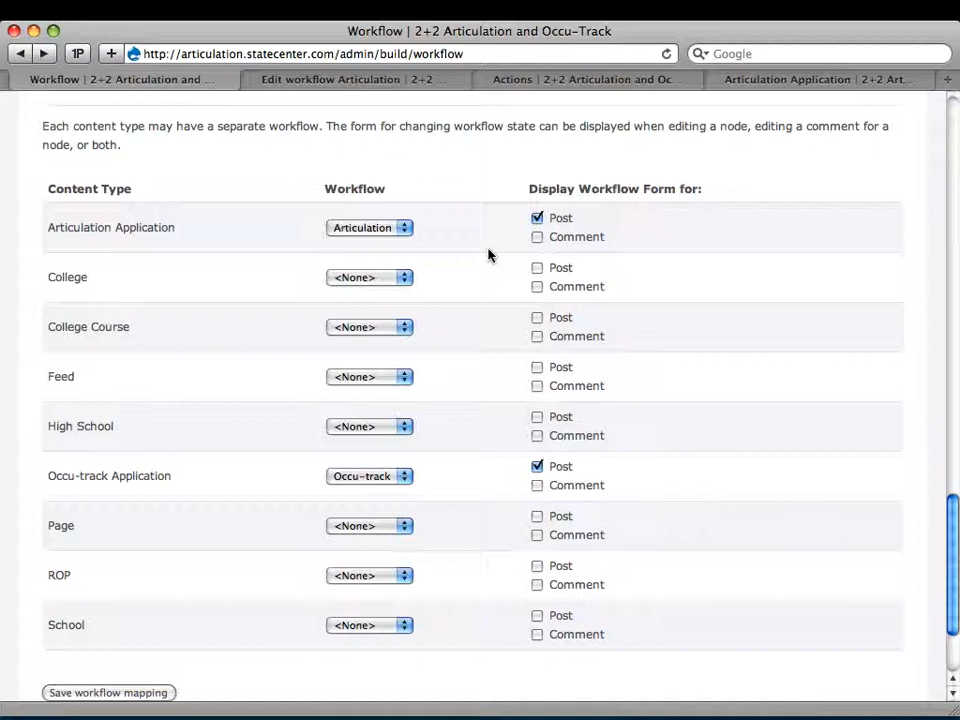 Workflow | 2+2 Articulation and Occu-Track
1P
http://articulation.statecenter.com/admin/build/workflow
Google
Workflow | 2+2 Articulation and ...
Edit workflow Articulation | 2+2 ...
Actions | 2+2 Articulation and Oc...
Articulation Application | 2+2 Art...
Each content type may have a separate workflow. The form for changing workflow state can be displayed when editing a node, editing a comment for a
node, or both.
Content Type Workflow Display Workflow Form for:
Articulation Application Articulation Post
Comment
College <None> Post
Comment
College Course <None> Post
Comment
Feed <None> Post
Comment
High School <None> Post
Comment
Occu-track Application Occu-track Post
Comment
Page <None> Post
Comment
ROP <None> Post
Comment
School <None> Post
Comment
Save workflow mapping